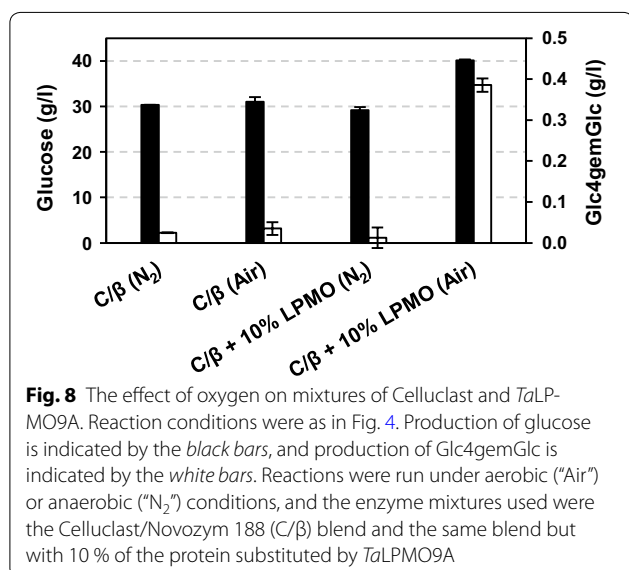 Glucose (g/l)
40
30
20
10
0
0.5
0.4
0.3
0.2
0.1
0.0
Glc4gemGlc (g/l)
C/β (N₂)
C/β (Air)
C/β + 10% LPMO (N₂)
C/β + 10% LPMO (Air)
Fig. 8 The effect of oxygen on mixtures of Celluclast and TaLP-
MO9A. Reaction conditions were as in Fig. 4. Production of glucose
is indicated by the black bars, and production of Glc4gemGlc is
indicated by the white bars. Reactions were run under aerobic (“Air”)
or anaerobic (“N₂”) conditions, and the enzyme mixtures used were
the Celluclast/Novozym 188 (C/β) blend and the same blend but
with 10 % of the protein substituted by TaLPMO9A